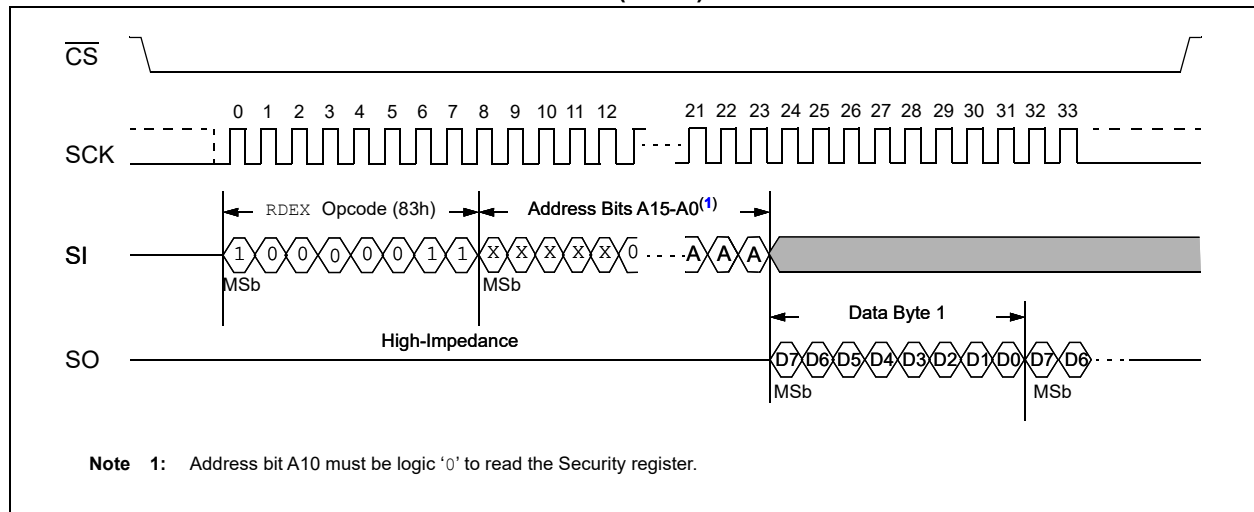 CS
0 1 2 3 4 5 6 7 8 9 10 11 12 21 22 23 24 25 26 27 28 29 30 31 32 33
SCK
RDEX Opcode (83h) Address Bits A15-A0(1)
SI 1 0 0 0 0 0 1 1 X X X X X 0 A A A
MSb MSb
Data Byte 1
High-Impedance
SO D7 D6 D5 D4 D3 D2 D1 D0 D7 D6
MSb MSb
Note 1: Address bit A10 must be logic ‘0’ to read the Security register.